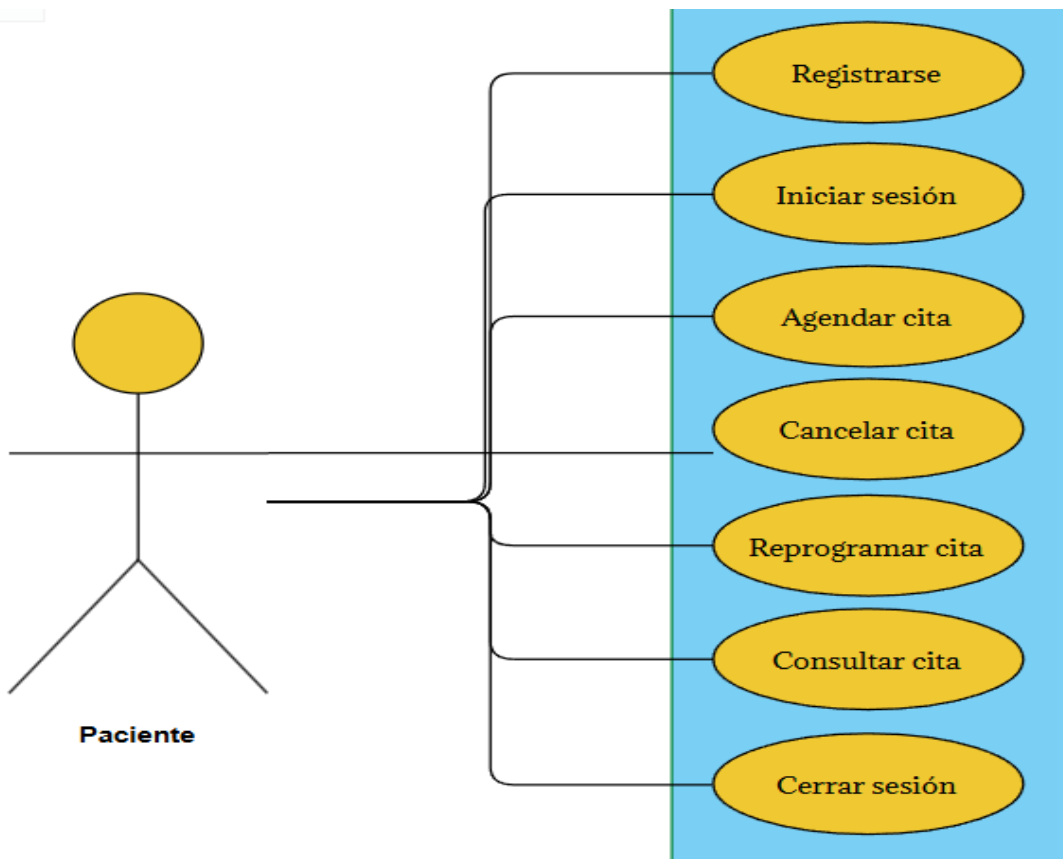 Registrarse
Iniciar sesión
Agendar cita
Cancelar cita
Reprogramar cita
Consultar cita
Paciente
Cerrar sesión